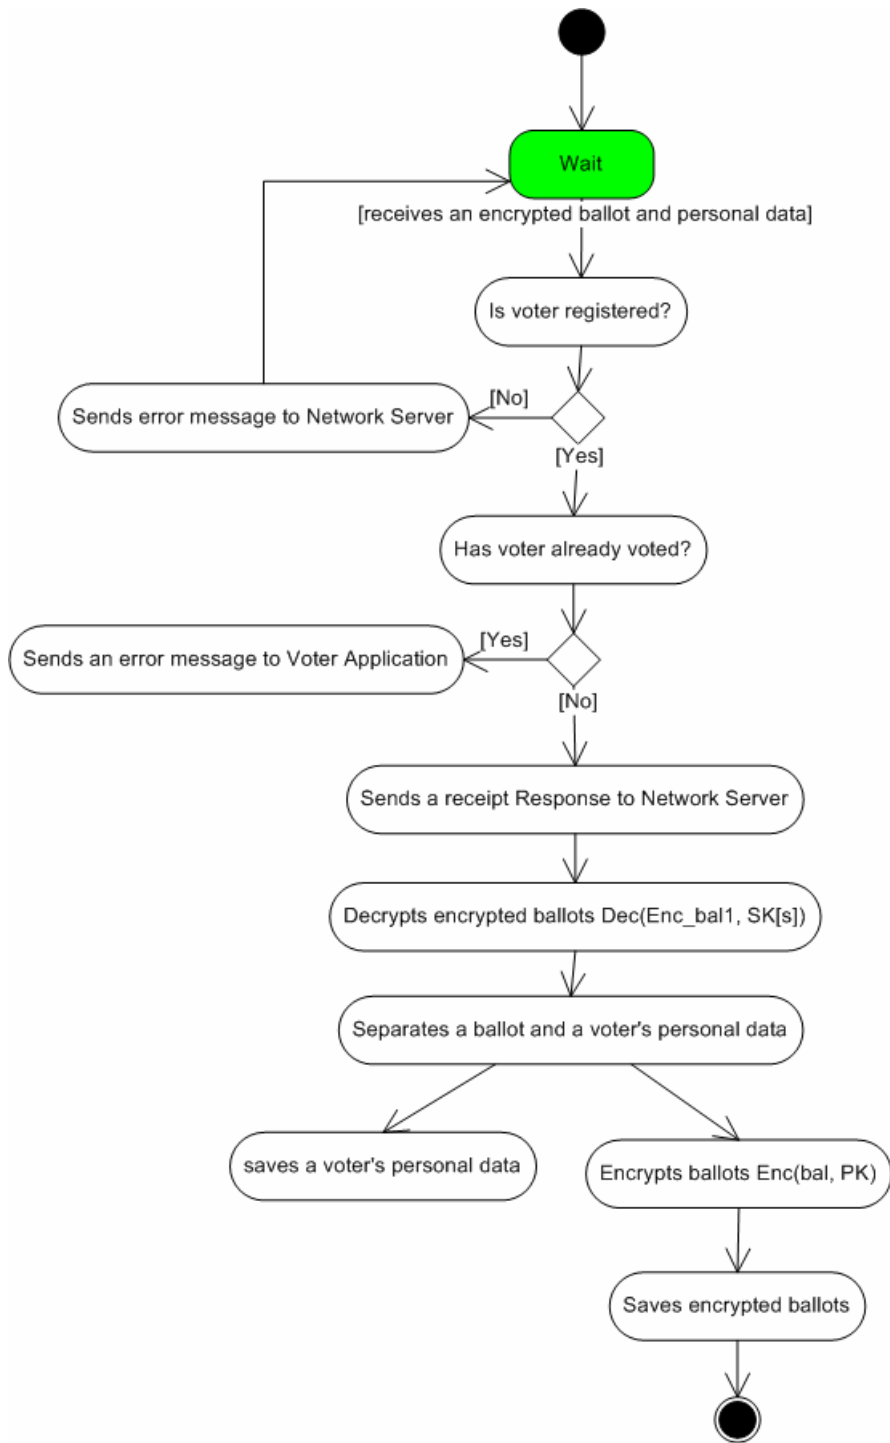 Wait
[receives an encrypted ballot and personal data]
Is voter registered?
[No]
Sends error message to Network Server
[Yes]
Has voter already voted?
[Yes]
Sends an error message to Voter Application
[No]
Sends a receipt Response to Network Server
Decrypts encrypted ballots Dec(Enc_bal1, SK[s])
Separates a ballot and a voter's personal data
saves a voter's personal data
Encrypts ballots Enc(bal, PK)
Saves encrypted ballots